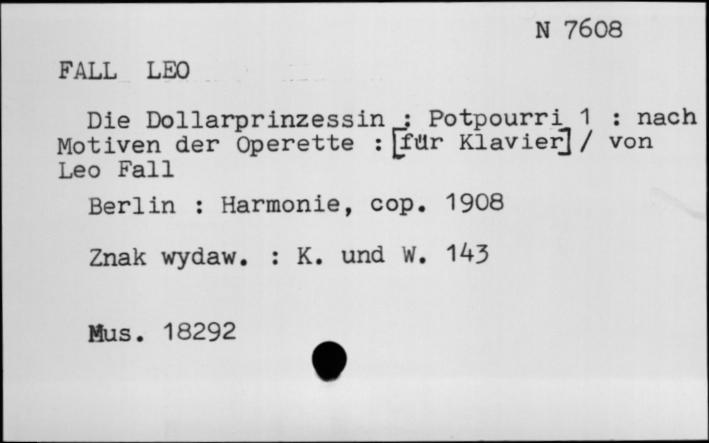 N 7608
FALL LEO
Die Dollarprinzessin : Potpourri 1 : nach
Motiven der Operette : [für Klavier] / von
Leo Fall
Berlin : Harmonie, cop. 1908
Znak wydaw. : K. und W. 143
Mus. 18292